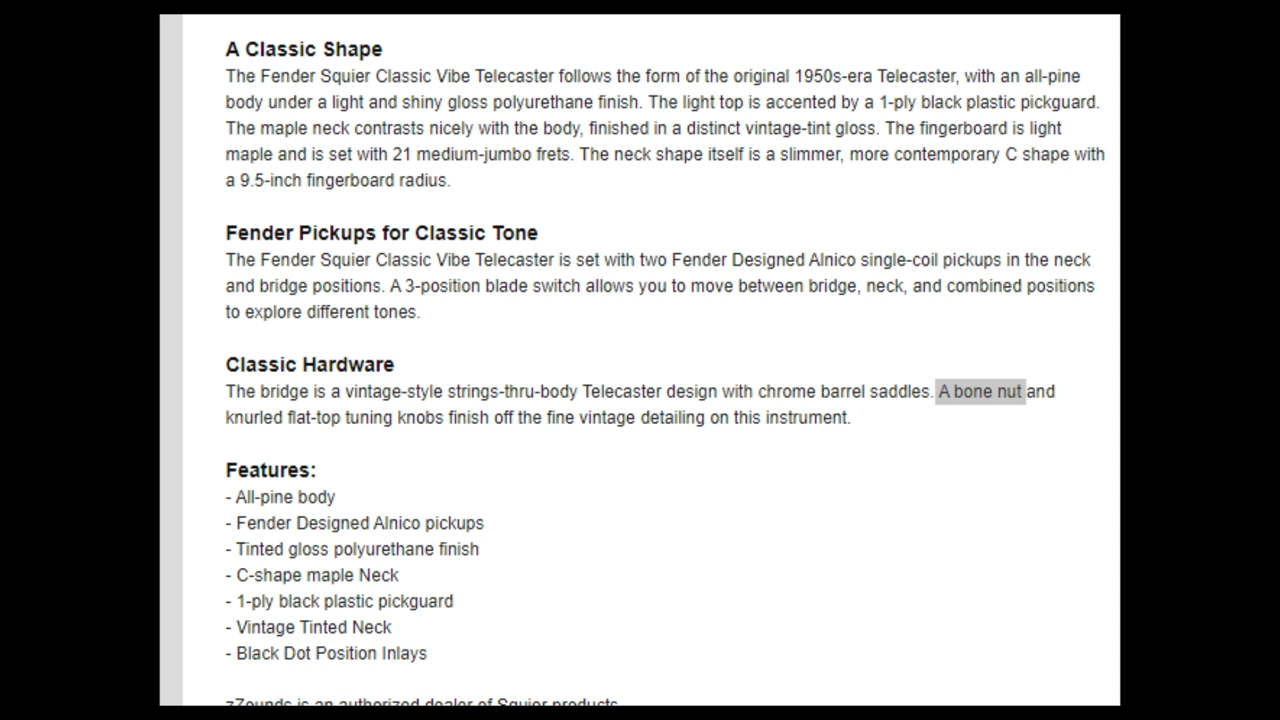 A Classic Shape
The Fender Squier Classic Vibe Telecaster follows the form of the original 1950s-era Telecaster, with an all-pine
body under a light and shiny gloss polyurethane finish. The light top is accented by a 1-ply black plastic pickguard.
The maple neck contrasts nicely with the body, finished in a distinct vintage-tint gloss. The fingerboard is light
maple and is set with 21 medium-jumbo frets. The neck shape itself is a slimmer, more contemporary C shape with
a 9.5-inch fingerboard radius.
Fender Pickups for Classic Tone
The Fender Squier Classic Vibe Telecaster is set with two Fender Designed Alnico single-coil pickups in the neck
and bridge positions. A 3-position blade switch allows you to move between bridge, neck, and combined positions
to explore different tones.
Classic Hardware
The bridge is a vintage-style strings-thru-body Telecaster design with chrome barrel saddles. A bone nut and
knurled flat-top tuning knobs finish off the fine vintage detailing on this instrument.
Features:
- All-pine body
- Fender Designed Alnico pickups
- Tinted gloss polyurethane finish
- C-shape maple Neck
- 1-ply black plastic pickguard
- Vintage Tinted Neck
- Black Dot Position Inlays
zZounds is an authorized dealer of Squier products.